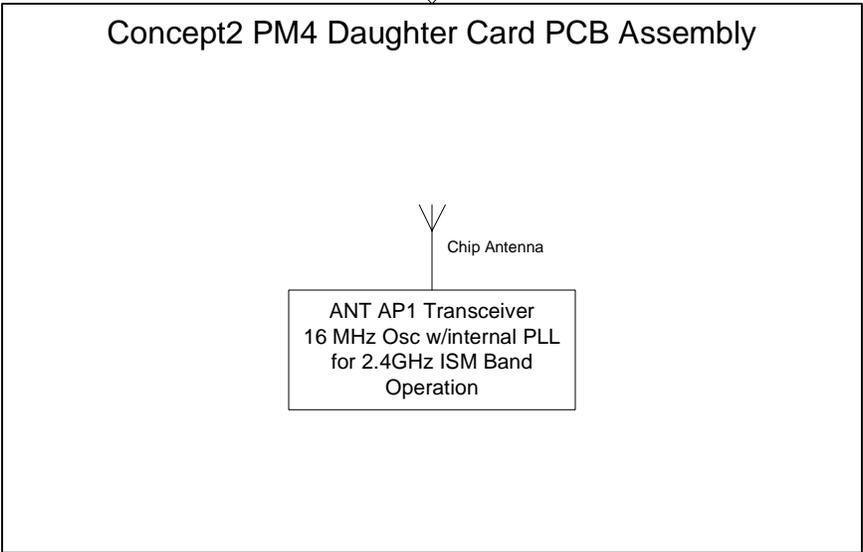 Concept2 PM4 Daughter Card PCB Assembly
Chip Antenna
ANT AP1 Transceiver
16 MHz Osc w/internal PLL
for 2.4GHz ISM Band
Operation